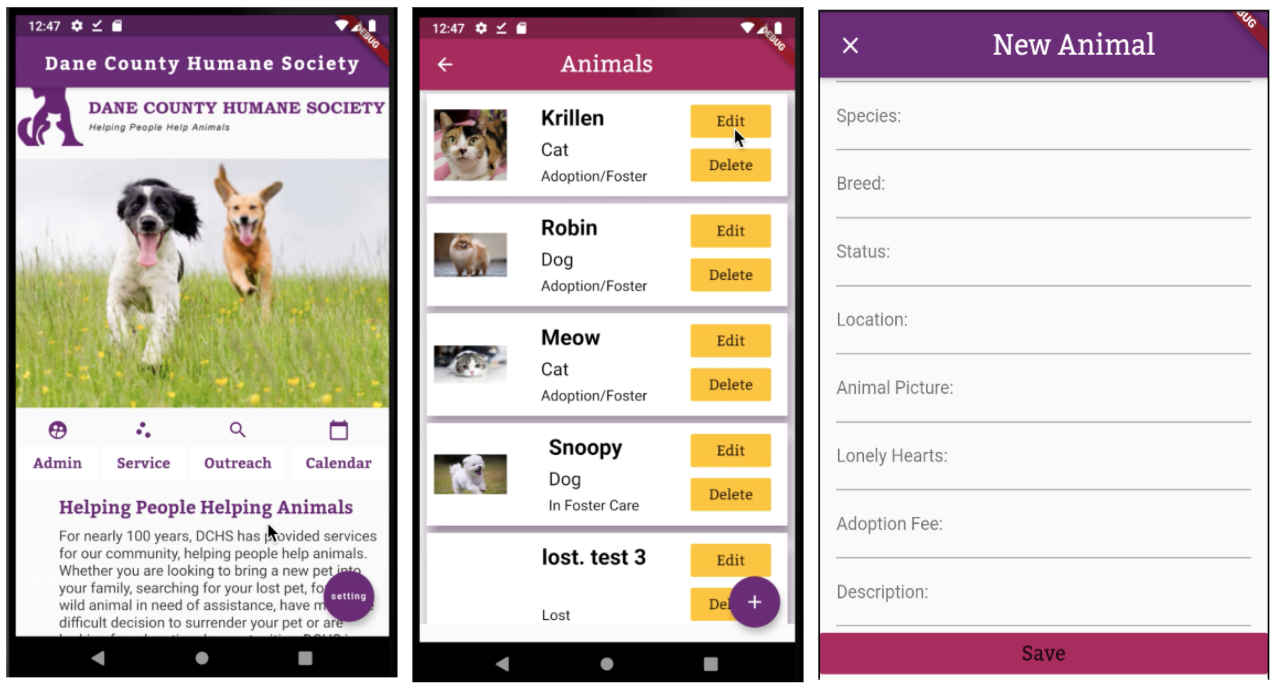 12:47
DEBUG
Dane County Humane Society
DANE COUNTY HUMANE SOCIETY
Helping People Help Animals
Admin Service Outreach Calendar
Helping People Helping Animals
For nearly 100 years, DCHS has provided services
for our community, helping people help animals.
Whether you are looking to bring a new pet into
your family, searching for your lost pet,
wild animal in need of assistance, have
difficult decision to surrender your pet or are
setting
12:47
DEBUG
Animals
Krillen
Cat
Adoption/Foster
Edit
Delete
Robin
Dog
Adoption/Foster
Edit
Delete
Meow
Cat
Adoption/Foster
Edit
Delete
Snoopy
Dog
In Foster Care
Edit
Delete
lost. test 3
Lost
Edit
Del
+
BUG
New Animal
Species:
Breed:
Status:
Location:
Animal Picture:
Lonely Hearts:
Adoption Fee:
Description:
Save